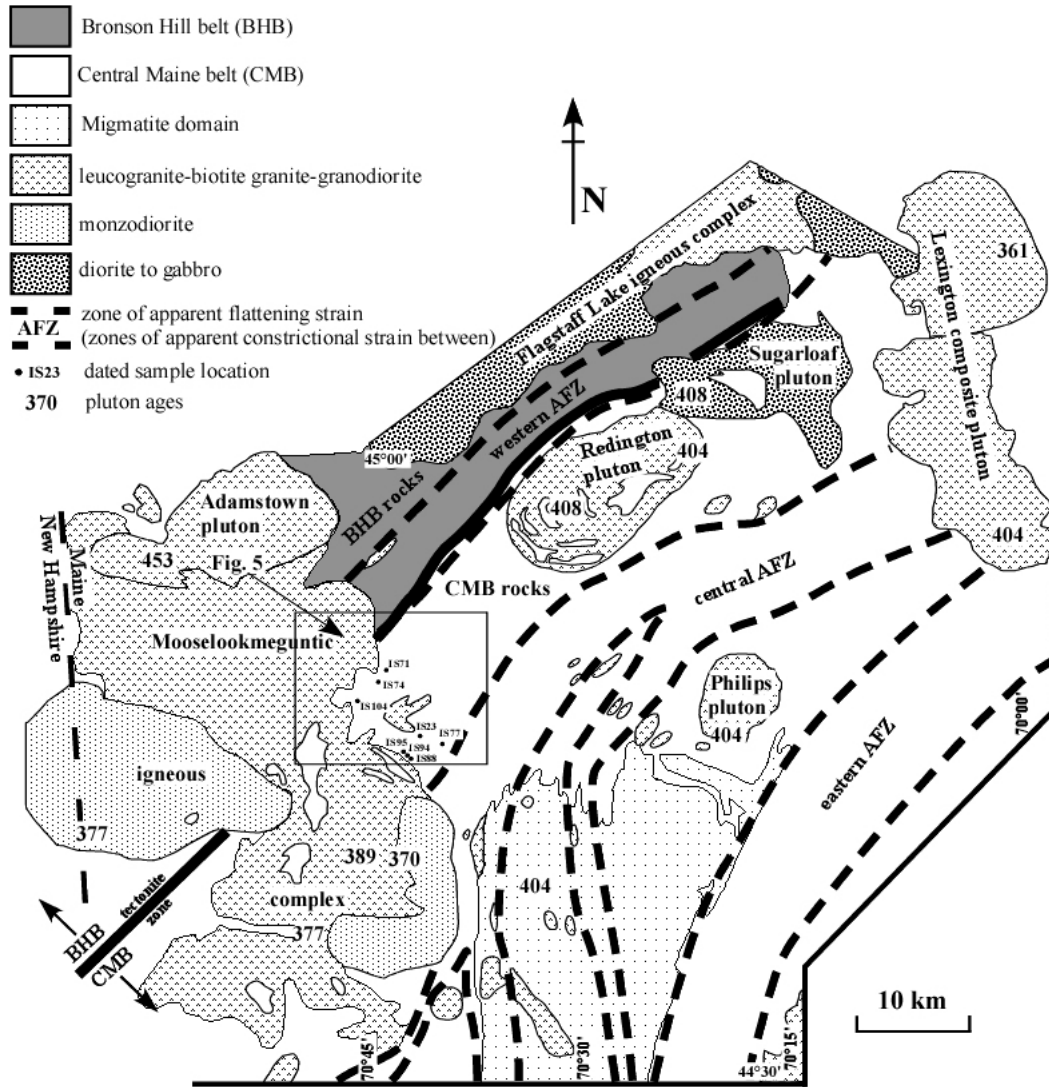 Bronson Hill belt (BHB)
Central Maine belt (CMB)
Migmatite domain
leucogranite-biotite granite-granodiorite
monzodiorite
diorite to gabbro
zone of apparent flattening strain
AFZ
(zones of apparent constrictional strain between)
• IS23 dated sample location
370 pluton ages
N
Flagstaff Lake igneous complex
Lexington composite pluton
361
404
Sugarloaf
pluton
408
western AFZ
45°00'
BHB rocks
Redington
pluton
404
408
Adamstown
pluton
453
Fig. 5
Maine
New Hampshire
CMB rocks
central AFZ
Mooselookmeguntic
IS71
IS74
IS104
IS23
IS77
IS95
IS94
IS88
Philips
pluton
404
eastern AFZ
70°00'
igneous
377
389
370
404
complex
377
tectonite
zone
BHB
CMB
10 km
70°45'
70°30'
70°15'
44°30'